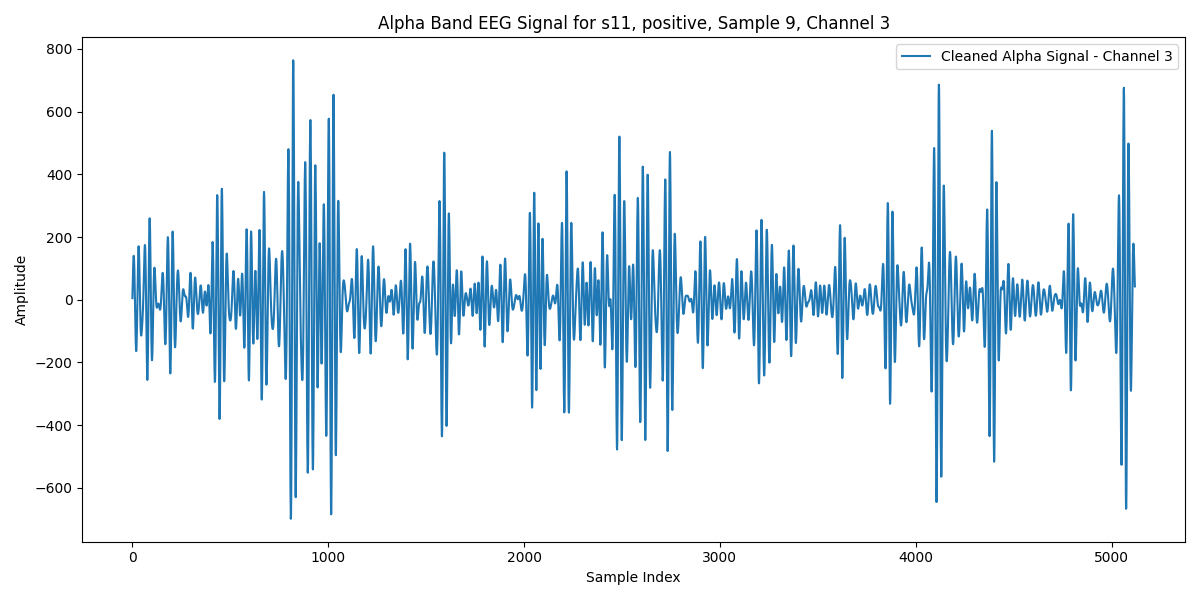 Alpha Band EEG Signal for s11, positive, Sample 9, Channel 3
Cleaned Alpha Signal - Channel 3
Amplitude
800
600
400
200
0
−200
−400
−600
0 1000 2000 3000 4000 5000
Sample Index